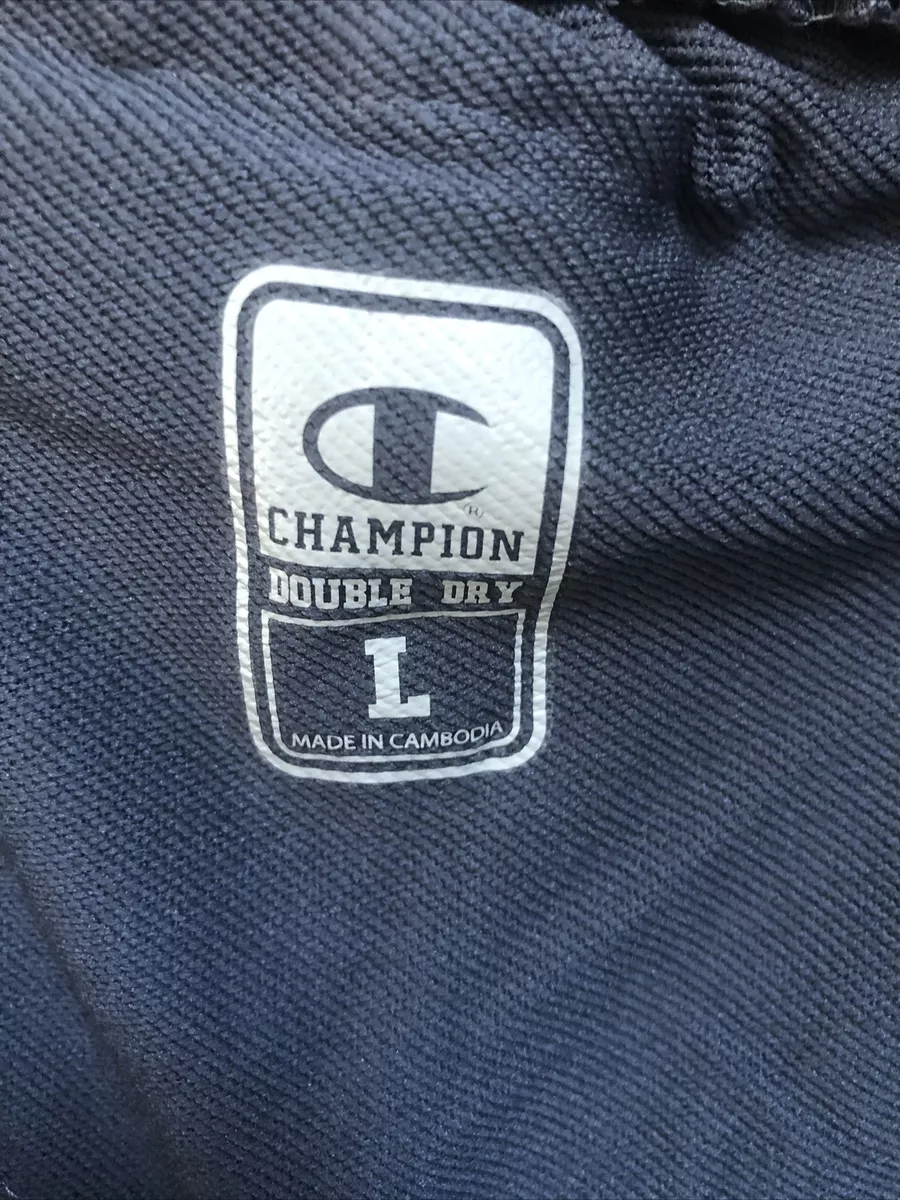 C
®
CHAMPION
DOUBLE DRY
L
MADE IN CAMBODIA